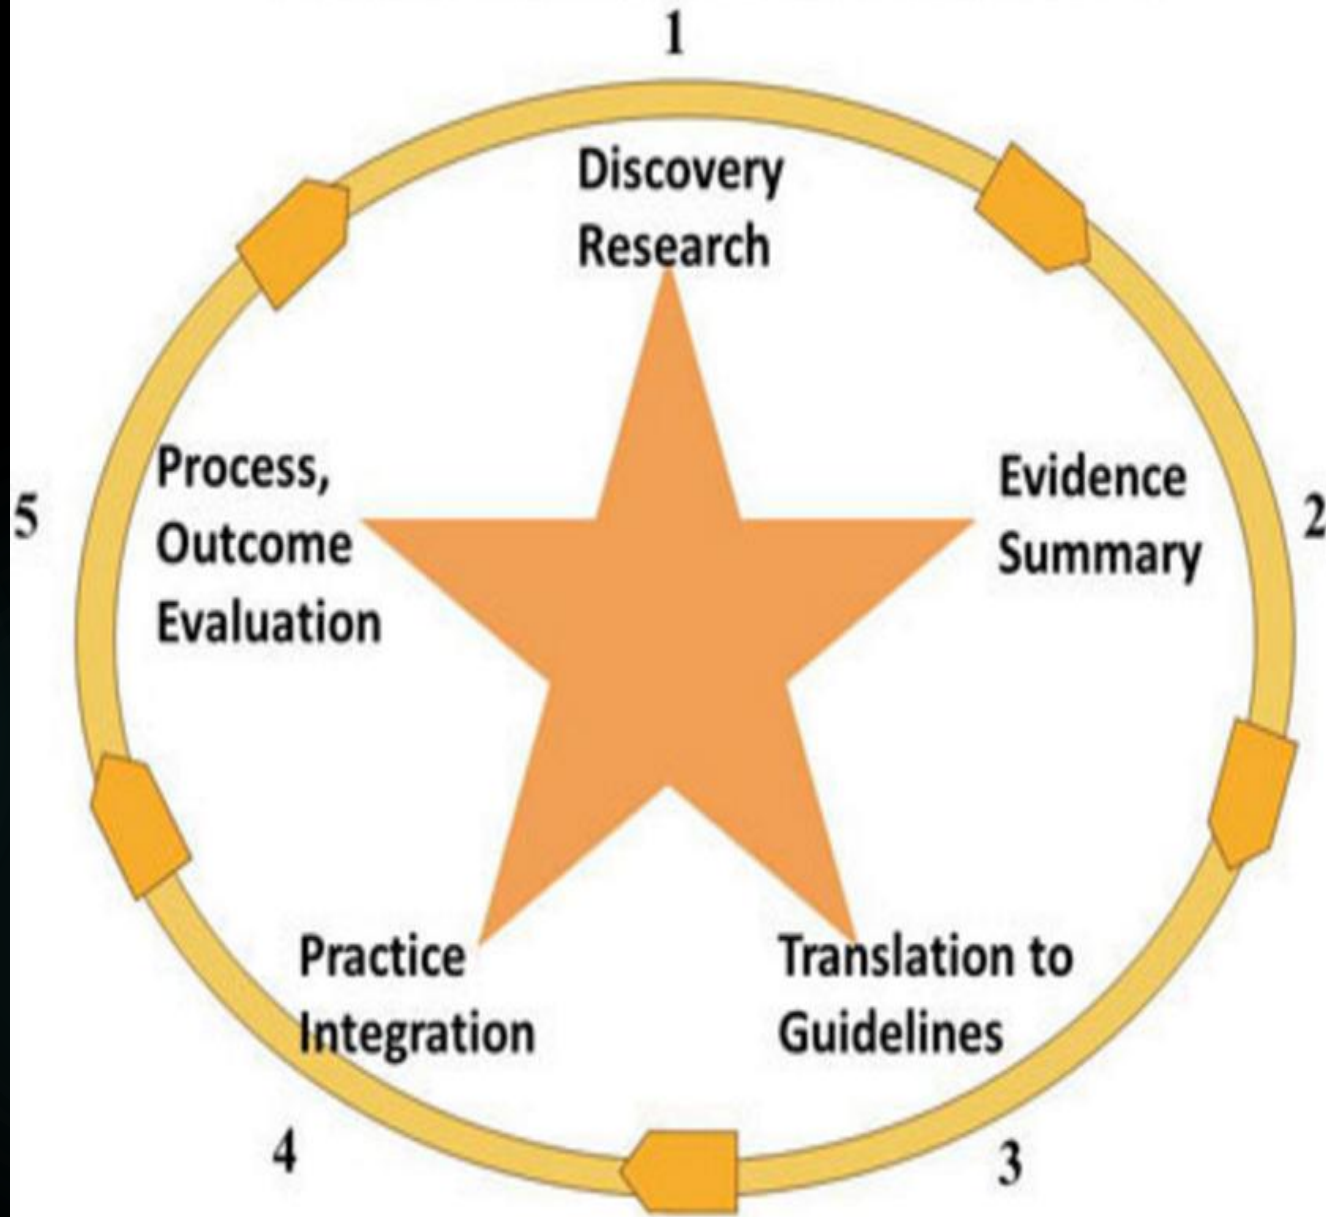 1
Discovery
Research
Evidence
Summary
2
Translation to
Guidelines
3
Practice
Integration
4
Process,
Outcome
Evaluation
5